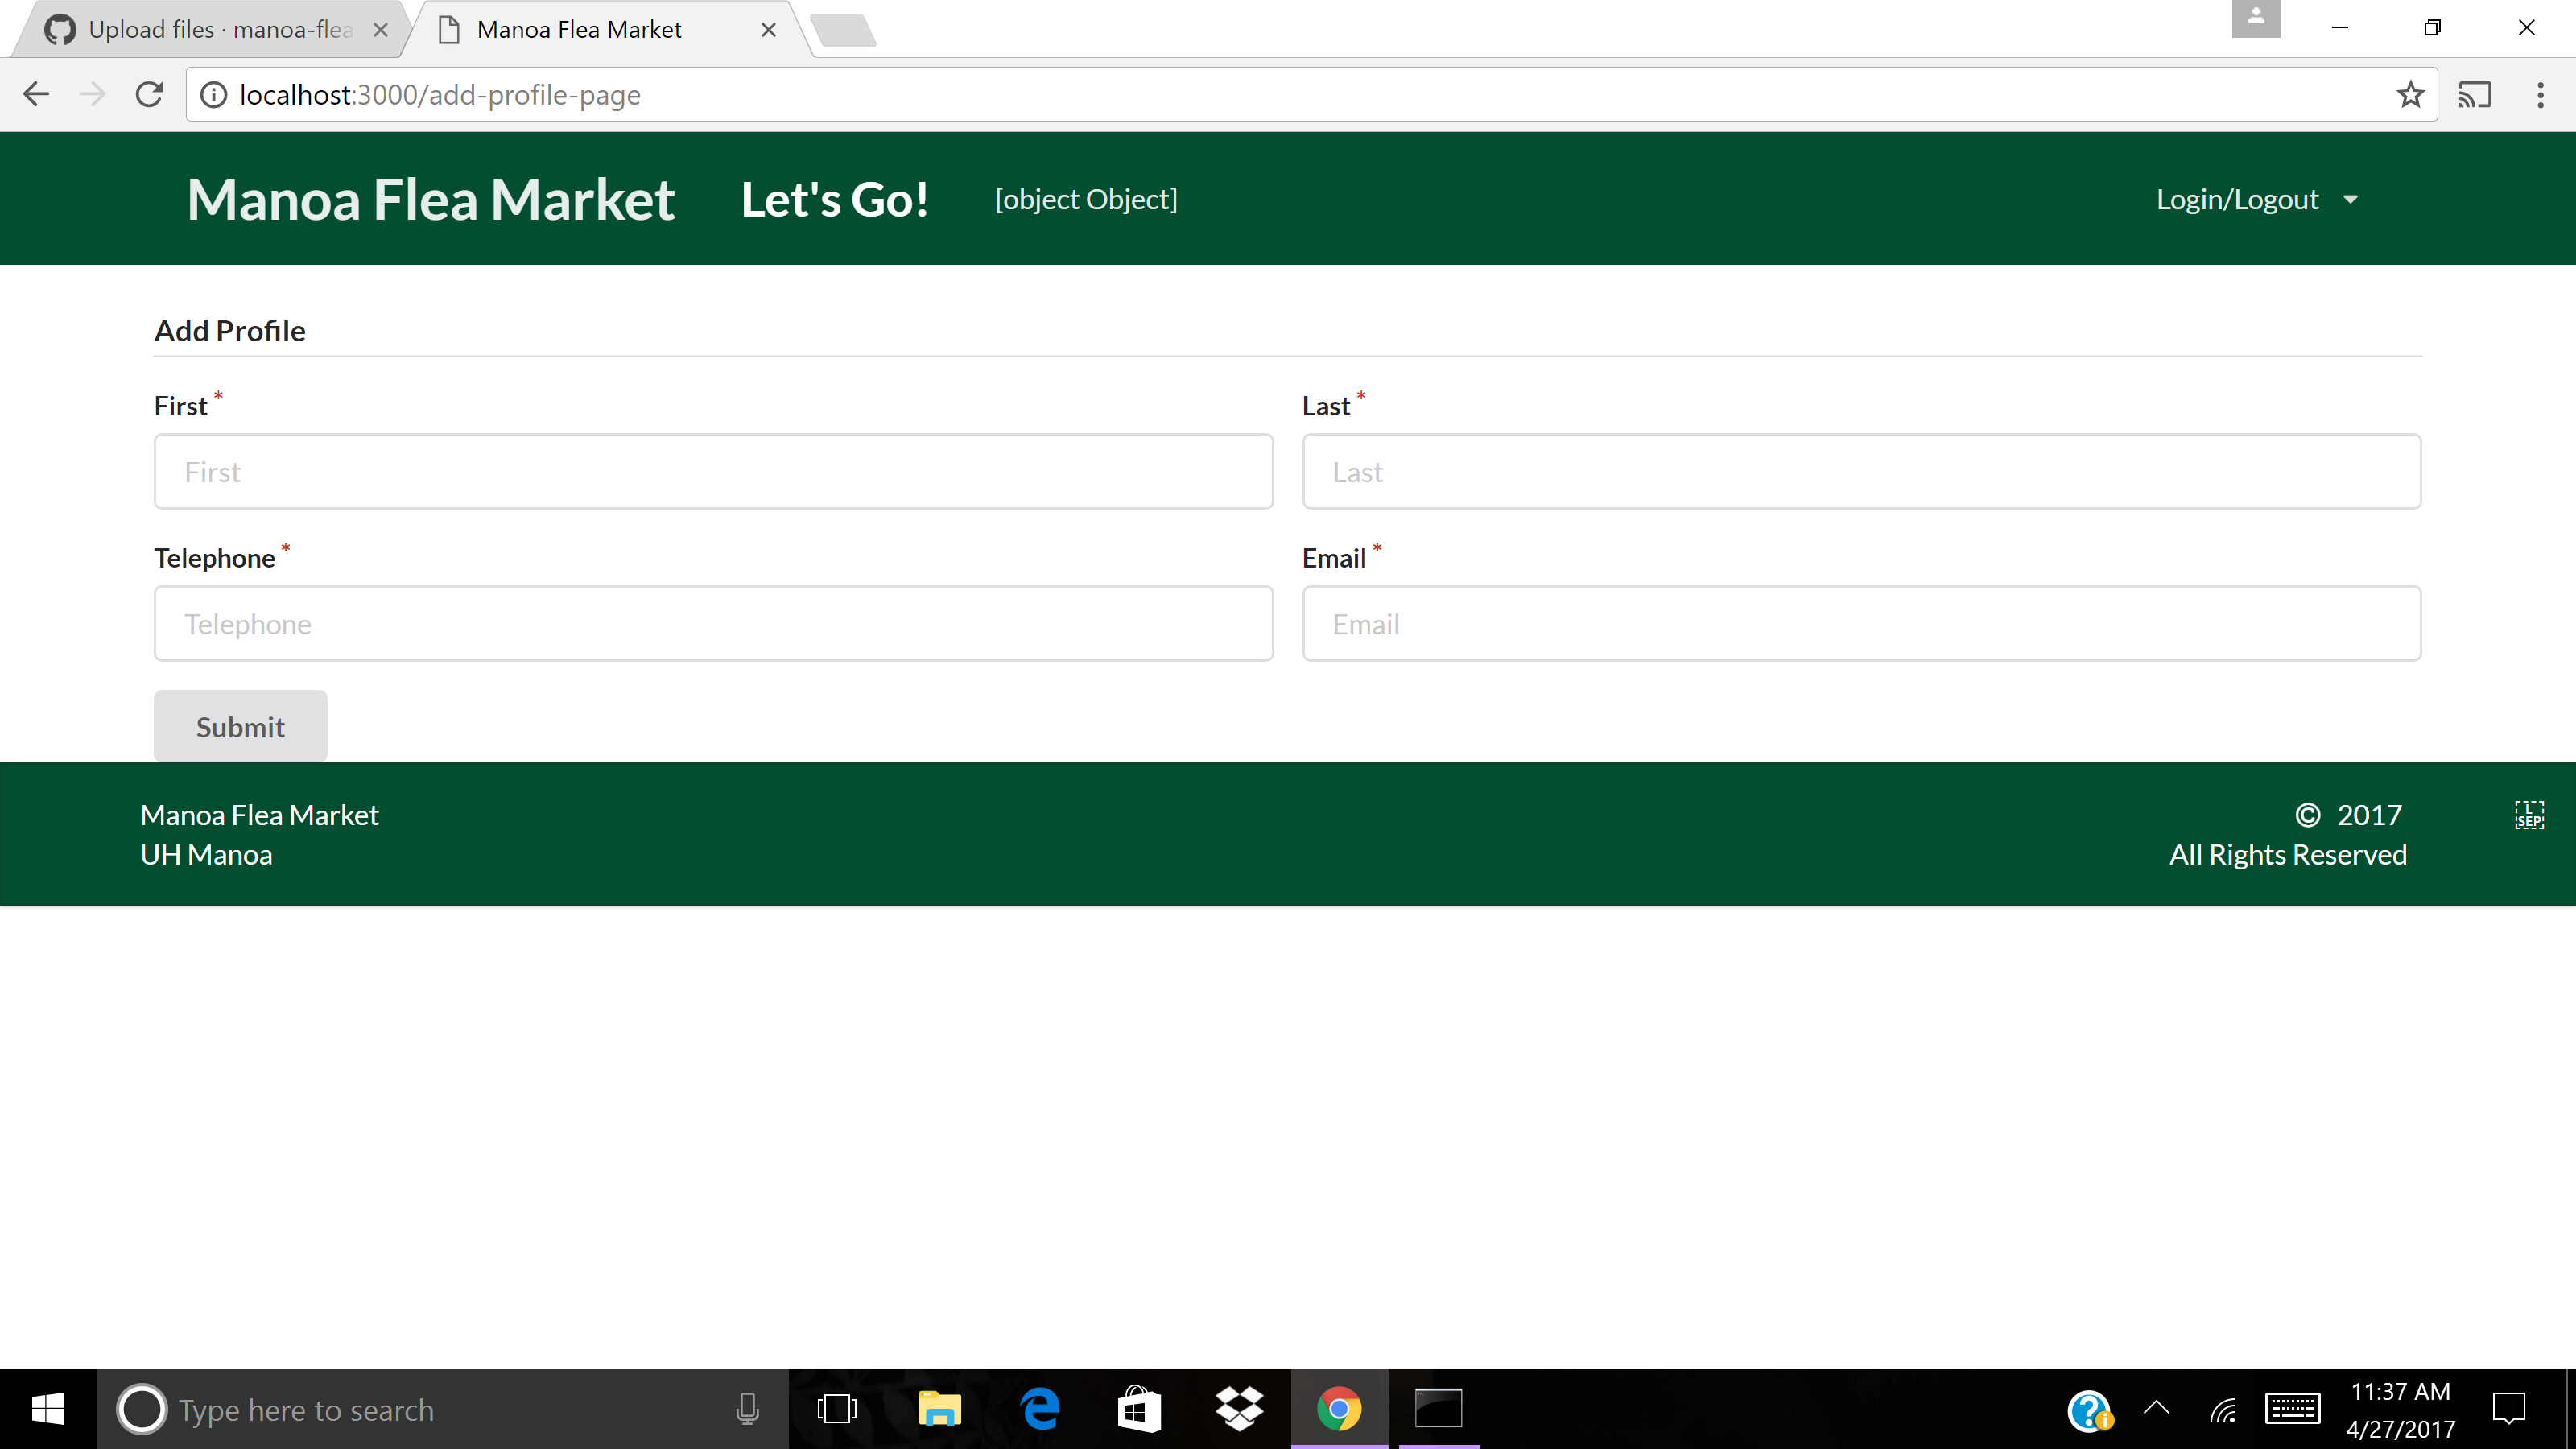 Upload files · manoa-flea
Manoa Flea Market
localhost:3000/add-profile-page
Manoa Flea Market Let's Go! [object Object] Login/Logout
Add Profile
First * Last *
First Last
Telephone * Email *
Telephone Email
Submit
Manoa Flea Market © 2017 L SEP
UH Manoa All Rights Reserved
Type here to search
11:37 AM
4/27/2017